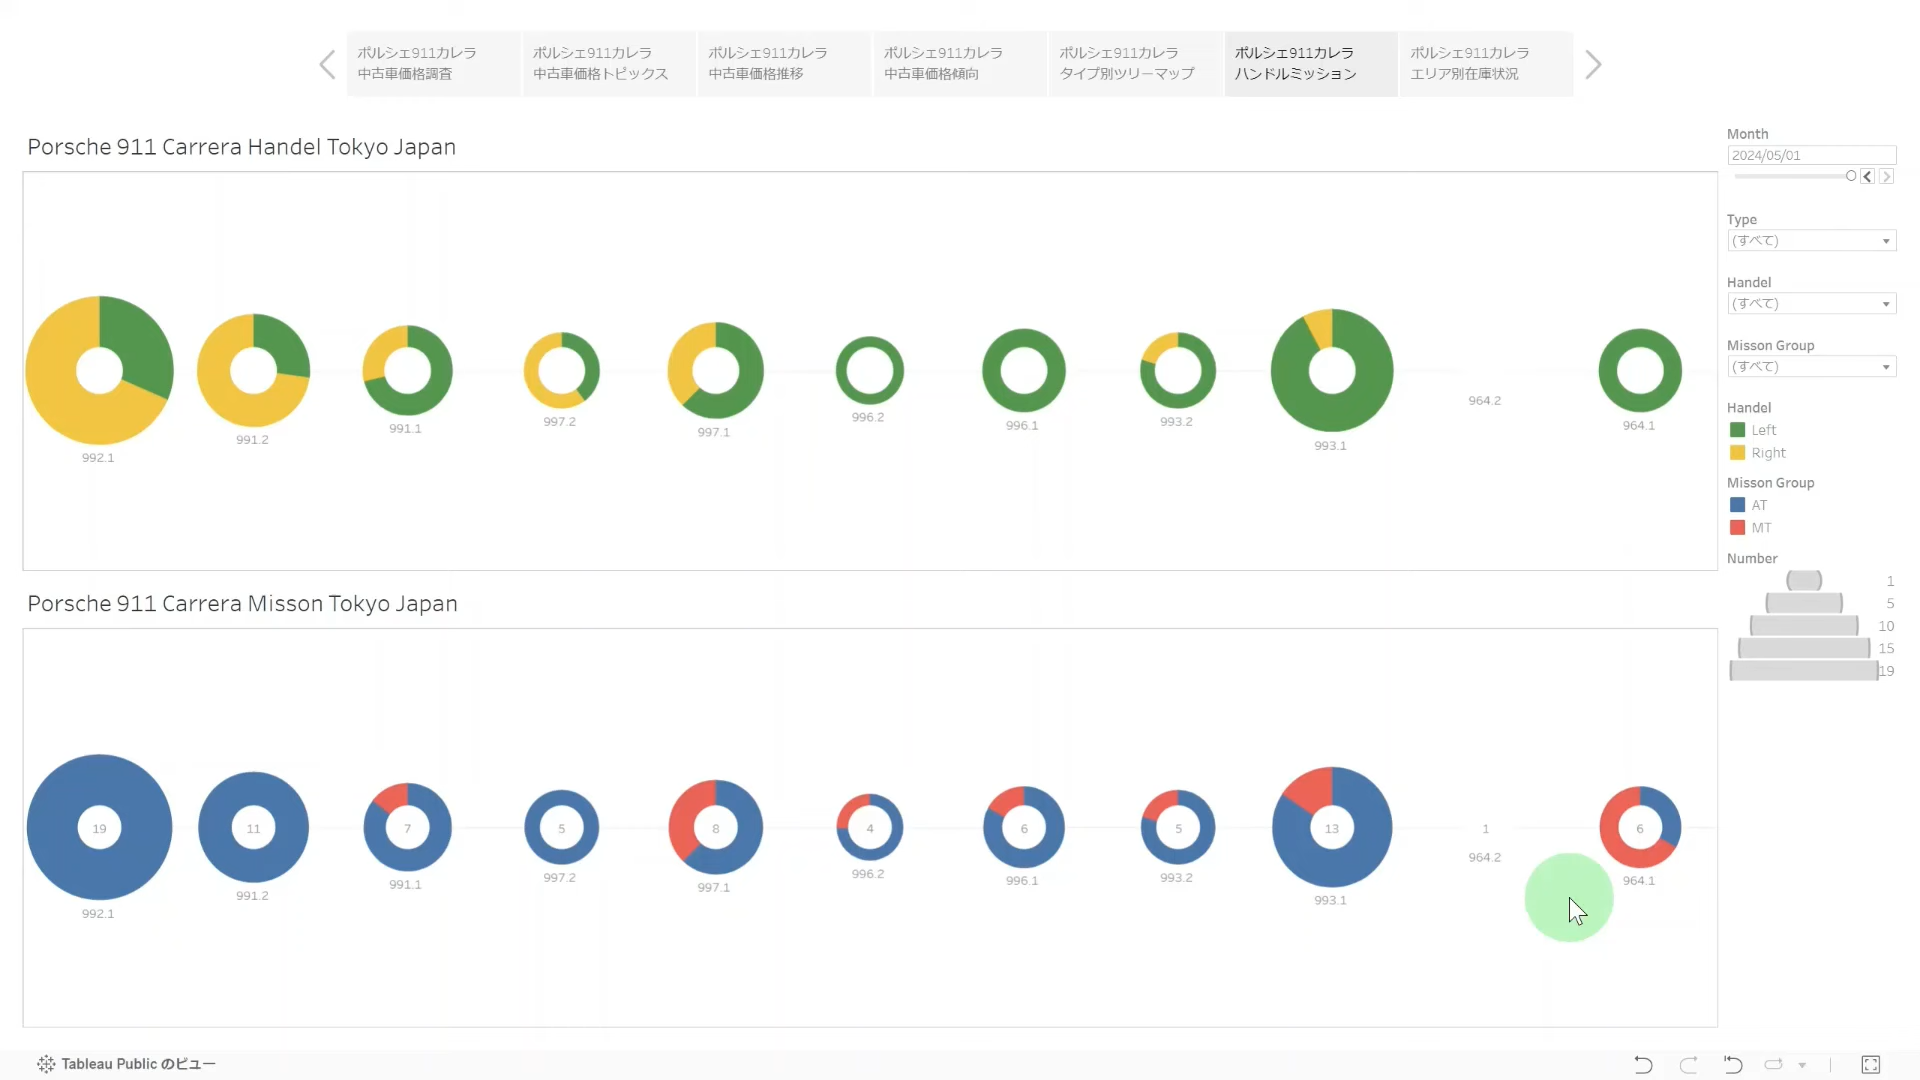 ポルシェ911カレラ
中古車価格調査
ポルシェ911カレラ
中古車価格トピックス
ポルシェ911カレラ
中古車価格推移
ポルシェ911カレラ
中古車価格傾向
ポルシェ911カレラ
タイプ別ツリーマップ
ポルシェ911カレラ
ハンドルミッション
ポルシェ911カレラ
エリア別在庫状況
Porsche 911 Carrera Handel Tokyo Japan
992.1
991.2
991.1
997.2
997.1
996.2
996.1
993.2
993.1
964.2
964.1
Porsche 911 Carrera Misson Tokyo Japan
19
11
7
5
8
4
6
5
13
1
6
992.1
991.2
991.1
997.2
997.1
996.2
996.1
993.2
993.1
964.2
964.1
Month
2024/05/01
Type
(すべて)
Handel
(すべて)
Misson Group
(すべて)
Handel
Left
Right
Misson Group
AT
MT
Number
1
5
10
15
19
Tableau Public のビュー